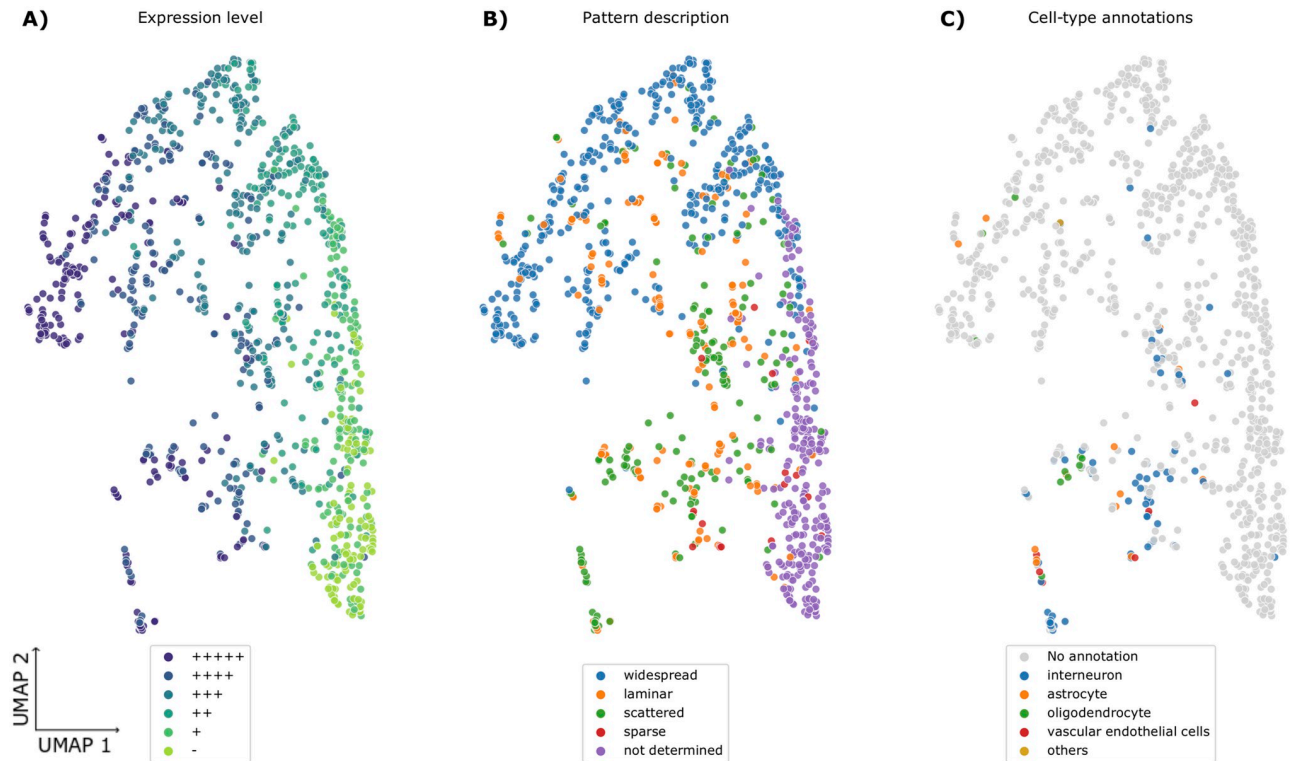 A)
Expression level
B)
Pattern description
C)
Cell-type annotations
UMAP 2
UMAP 1
+++++
++++
+++
++
+
-
widespread
laminar
scattered
sparse
not determined
No annotation
interneuron
astrocyte
oligodendrocyte
vascular endothelial cells
others